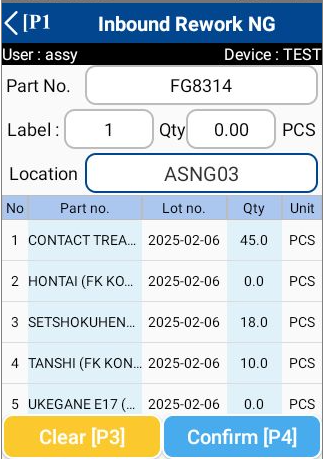 [P1 Inbound Rework NG
User : assy Device : TEST
Part No. FG8314
Label : 1 Qty 0.00 PCS
Location ASNG03
No Part no. Lot no. Qty Unit
1 CONTACT TREA... 2025-02-06 45.0 PCS
2 HONTAI (FK KO... 2025-02-06 0.0 PCS
3 SETSHOKUHEN... 2025-02-06 18.0 PCS
4 TANSHI (FK KON... 2025-02-06 10.0 PCS
5 UKEGANE E17 (... 2025-02-06 0.0 PCS
Clear [P3] Confirm [P4]